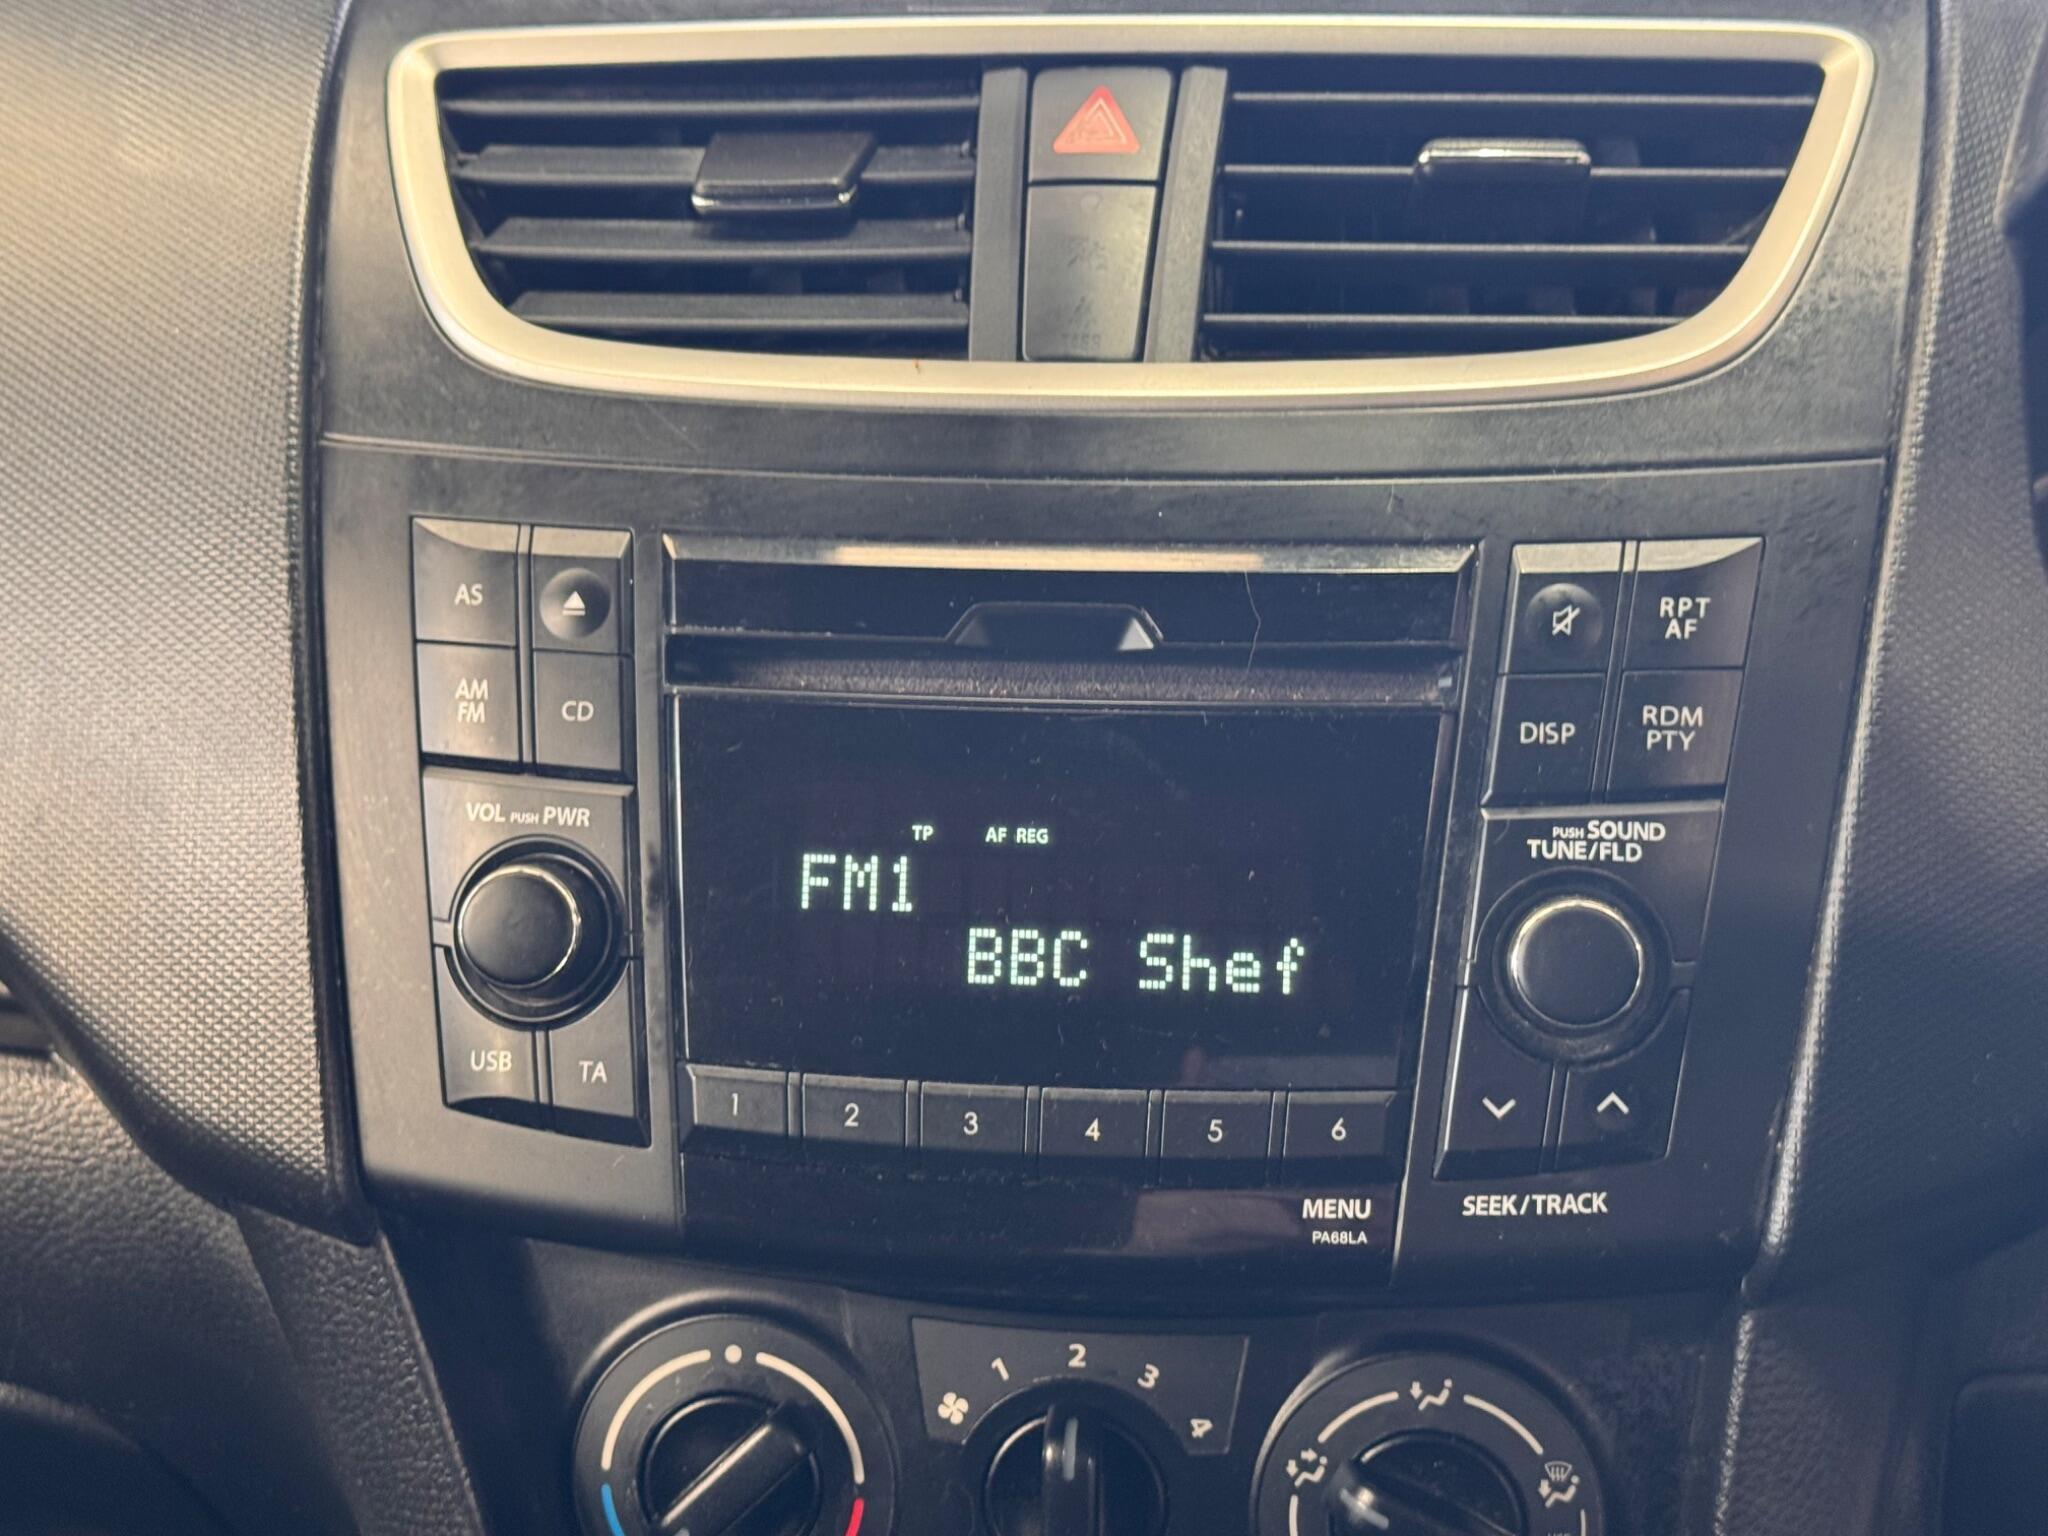 AS
AM
FM
CD
VOL PUSH PWR
USB
TA
TP AF REG
FM1
BBC Shef
1 2 3 4 5 6
MENU
PA68LA
RPT
AF
DISP
RDM
PTY
PUSH SOUND
TUNE/FLD
SEEK/TRACK
1 2 3 4